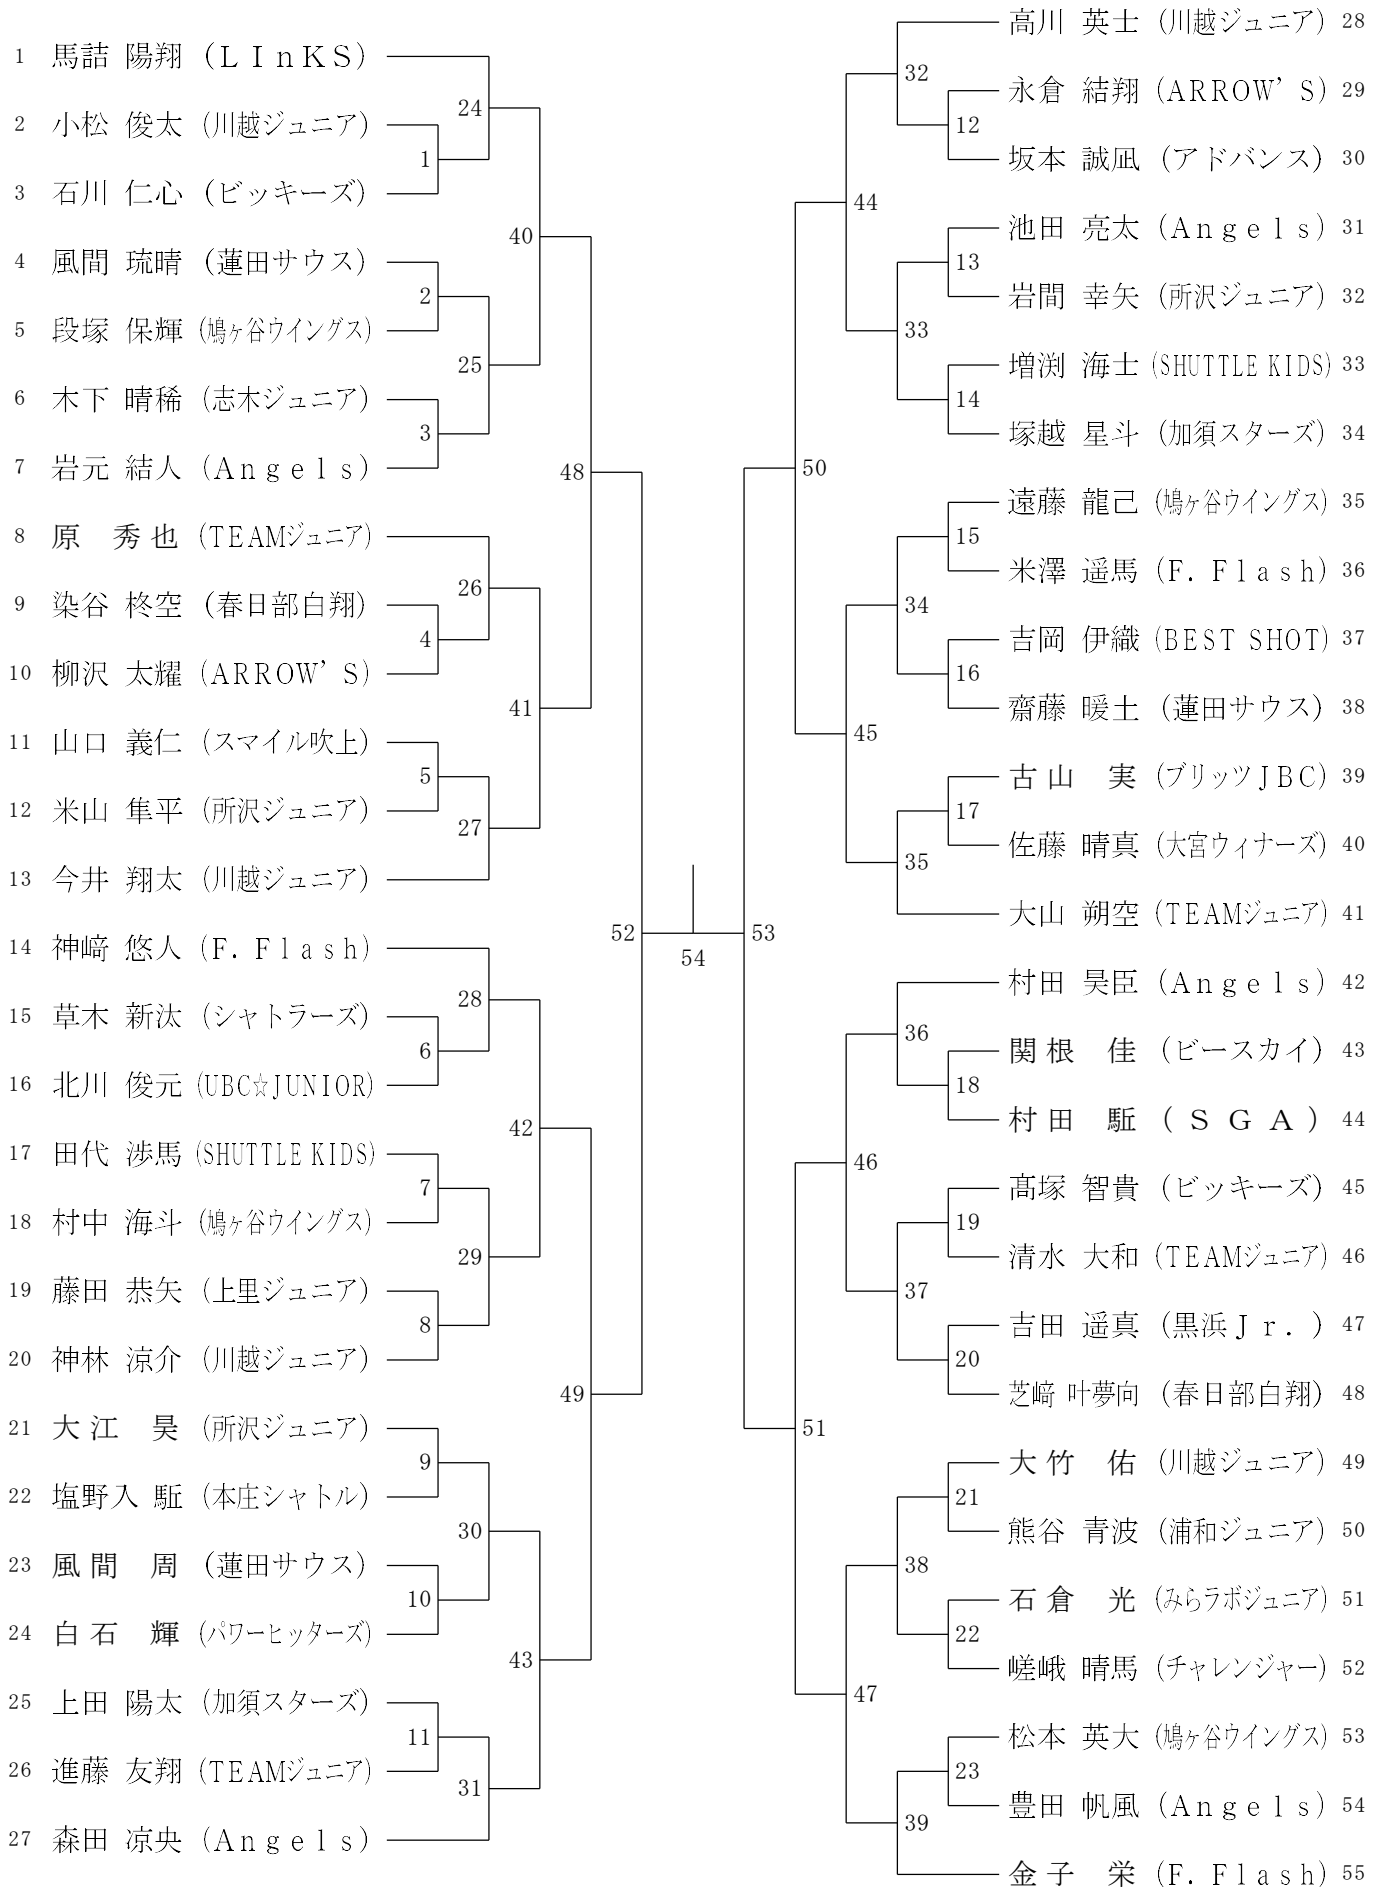 1 馬詰 陽翔 (ＬＩｎＫＳ)
24
2 小松 俊太 (川越ジュニア)
1
3 石川 仁心 (ビッキーズ)
40
4 風間 琉晴 (蓮田サウス)
2
5 段塚 保輝 (鳩ヶ谷ウイングス)
25
6 木下 晴稀 (志木ジュニア)
3
7 岩元 結人 (Ａｎｇｅｌｓ)
48
8 原 秀也 (TEAMジュニア)
26
9 染谷 柊空 (春日部白翔)
4
10 柳沢 太耀 (ARROW’S)
41
11 山口 義仁 (スマイル吹上)
5
12 米山 隼平 (所沢ジュニア)
27
13 今井 翔太 (川越ジュニア)
52
14 神﨑 悠人 (Ｆ．Ｆｌａｓｈ)
28
15 草木 新汰 (シャトラーズ)
6
16 北川 俊元 (UBC☆JUNIOR)
42
17 田代 渉馬 (SHUTTLE KIDS)
7
18 村中 海斗 (鳩ヶ谷ウイングス)
29
19 藤田 恭矢 (上里ジュニア)
8
20 神林 涼介 (川越ジュニア)
49
21 大江 昊 (所沢ジュニア)
9
22 塩野入 駈 (本庄シャトル)
30
23 風間 周 (蓮田サウス)
10
24 白石 輝 (パワーヒッターズ)
43
25 上田 陽太 (加須スターズ)
11
26 進藤 友翔 (TEAMジュニア)
31
27 森田 凉央 (Ａｎｇｅｌｓ)
54
高川 英士 (川越ジュニア) 28
32
永倉 結翔 (ARROW’S) 29
12
坂本 誠凪 (アドバンス) 30
44
池田 亮太 (Ａｎｇｅｌｓ) 31
13
岩間 幸矢 (所沢ジュニア) 32
33
増渕 海士 (SHUTTLE KIDS) 33
14
塚越 星斗 (加須スターズ) 34
50
遠藤 龍己 (鳩ヶ谷ウイングス) 35
15
米澤 遥馬 (Ｆ．Ｆｌａｓｈ) 36
34
吉岡 伊織 (BEST SHOT) 37
16
齋藤 暖土 (蓮田サウス) 38
45
古山 実 (ブリッツＪＢＣ) 39
17
佐藤 晴真 (大宮ウィナーズ) 40
35
大山 朔空 (TEAMジュニア) 41
53
村田 昊臣 (Ａｎｇｅｌｓ) 42
36
関根 佳 (ビースカイ) 43
18
村田 駈 (ＳＧＡ) 44
46
髙塚 智貴 (ビッキーズ) 45
19
清水 大和 (TEAMジュニア) 46
37
吉田 遥真 (黒浜Ｊｒ．) 47
20
芝﨑 叶夢向 (春日部白翔) 48
51
大竹 佑 (川越ジュニア) 49
21
熊谷 青波 (浦和ジュニア) 50
38
石倉 光 (みらラボジュニア) 51
22
嵯峨 晴馬 (チャレンジャー) 52
47
松本 英大 (鳩ヶ谷ウイングス) 53
23
豊田 帆風 (Ａｎｇｅｌｓ) 54
39
金子 栄 (Ｆ．Ｆｌａｓｈ) 55